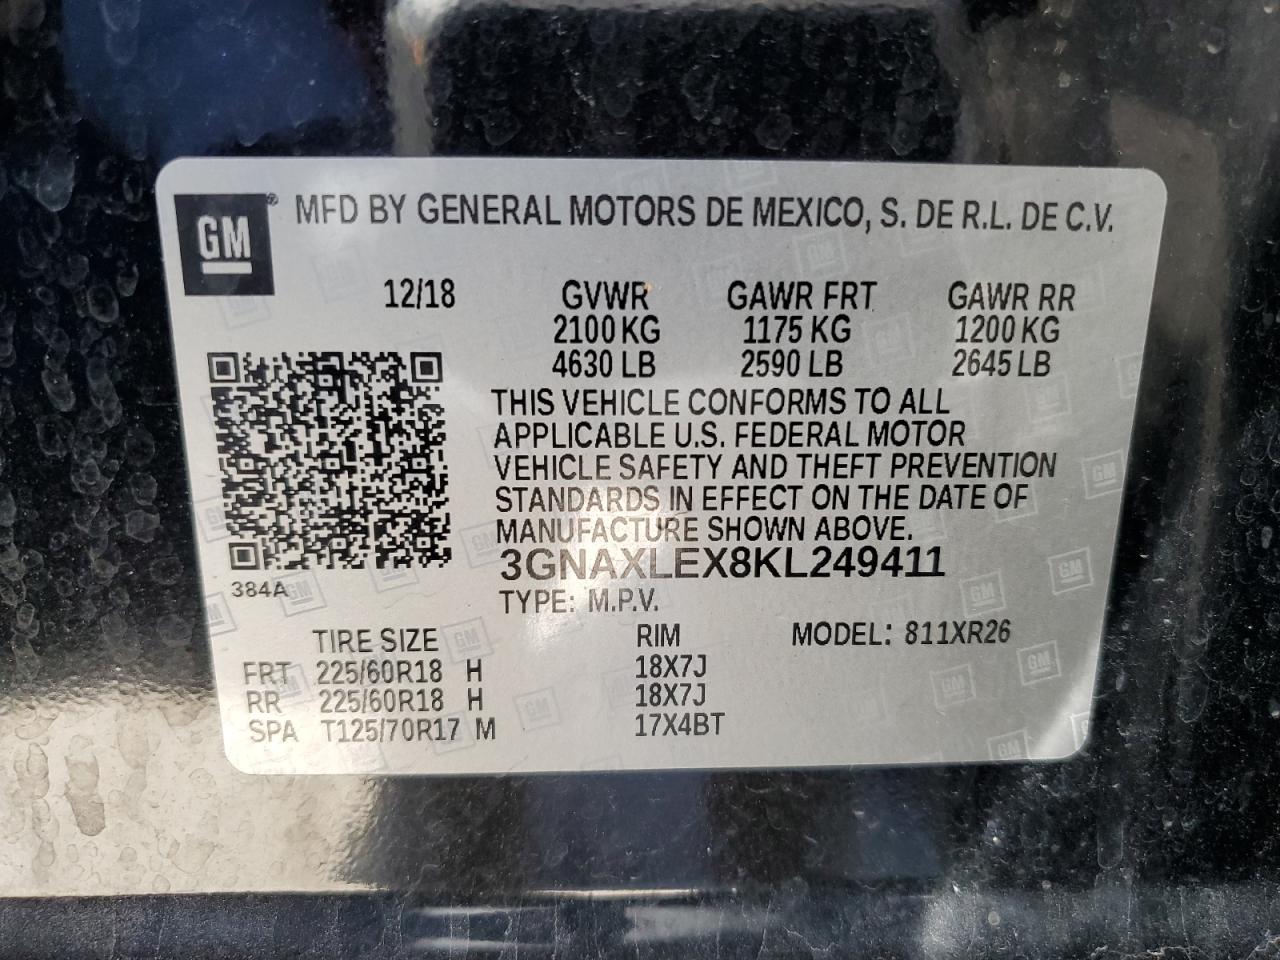 GM ® MFD BY GENERAL MOTORS DE MEXICO, S. DE R.L. DE C.V.
12/18 GVWR GAWR FRT GAWR RR
2100 KG 1175 KG 1200 KG
4630 LB 2590 LB 2645 LB
THIS VEHICLE CONFORMS TO ALL
APPLICABLE U.S. FEDERAL MOTOR
VEHICLE SAFETY AND THEFT PREVENTION
STANDARDS IN EFFECT ON THE DATE OF
MANUFACTURE SHOWN ABOVE.
3GNAXLEX8KL249411
384A
TYPE: M.P.V.
TIRE SIZE RIM MODEL: 811XR26
FRT 225/60R18 H 18X7J
RR 225/60R18 H 18X7J
SPA T125/70R17 M 17X4BT